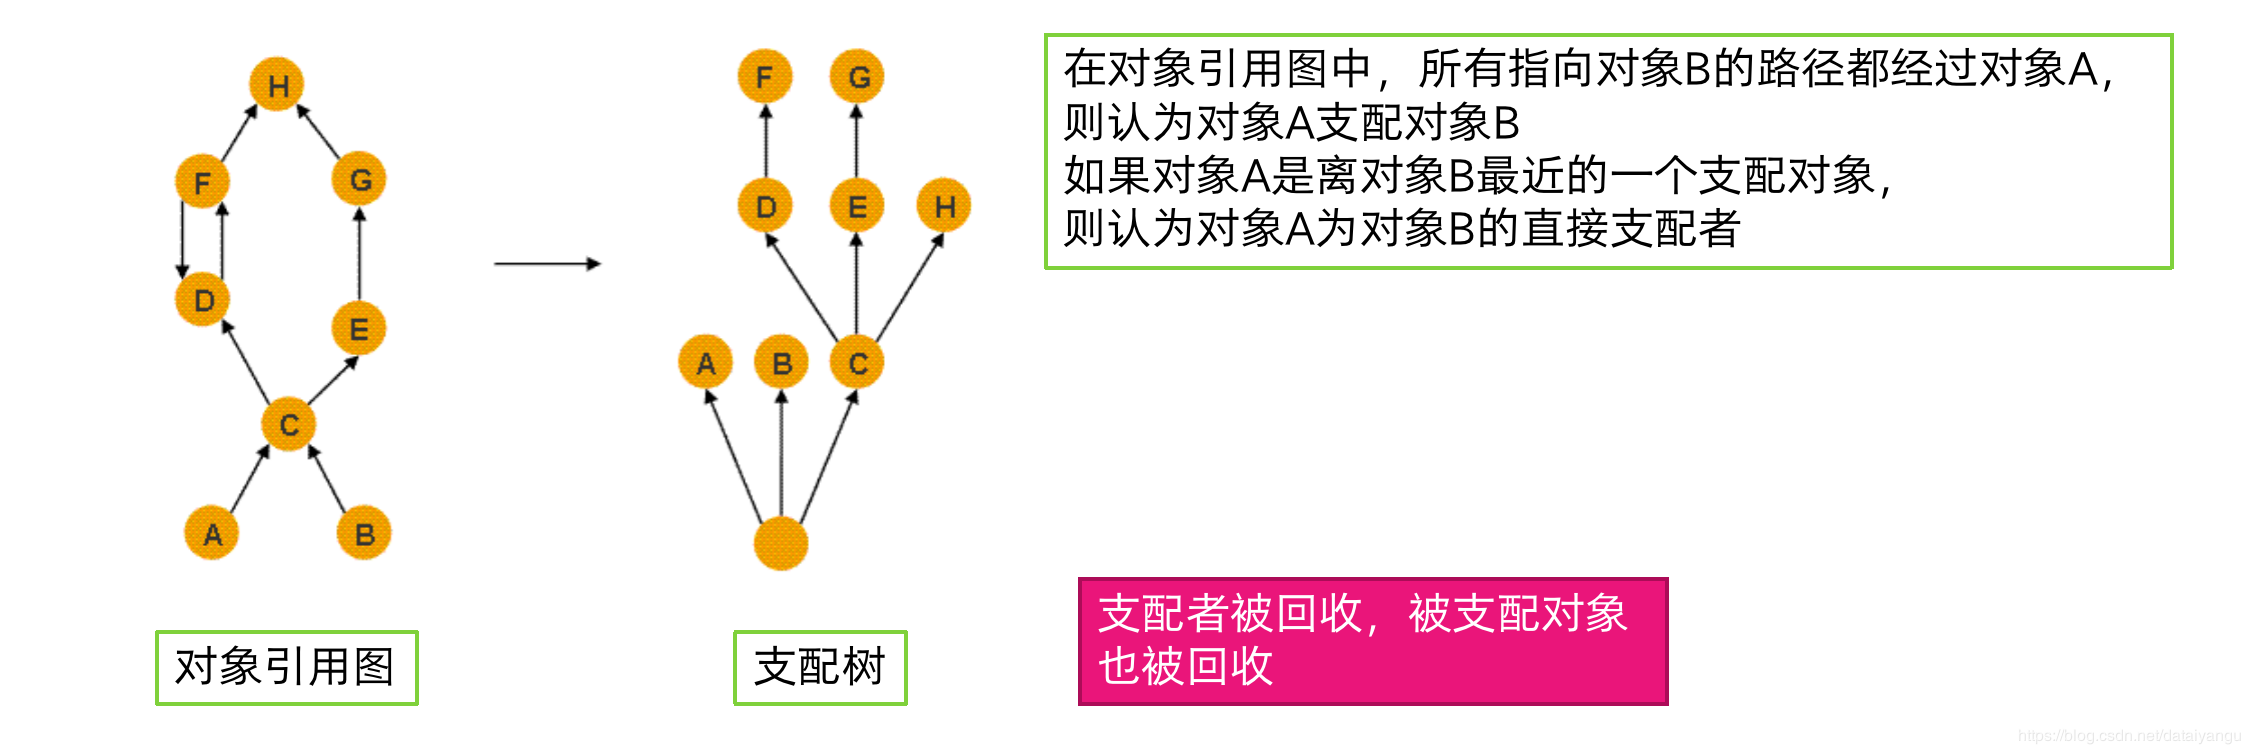 H
F
G
D
E
C
A
B
对象引用图
F
G
D
E
H
A
B
C
支配树
在对象引用图中，所有指向对象B的路径都经过对象A，
则认为对象A支配对象B
如果对象A是离对象B最近的一个支配对象，
则认为对象A为对象B的直接支配者
支配者被回收，被支配对象
也被回收
https://blog.csdn.net/dataiyangu